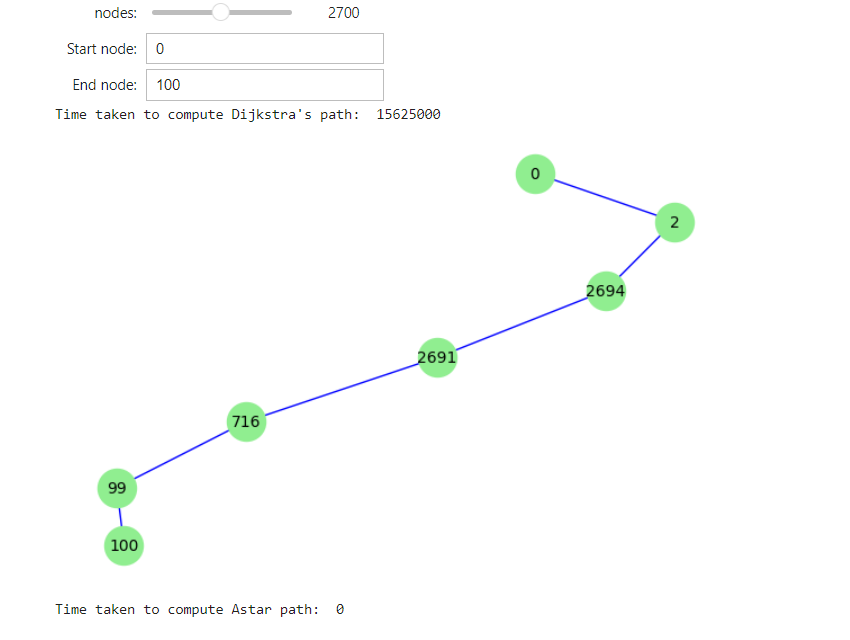 nodes: 2700
Start node: 0
End node: 100
Time taken to compute Dijkstra's path: 15625000
0
2
2694
2691
716
99
100
Time taken to compute Astar path: 0